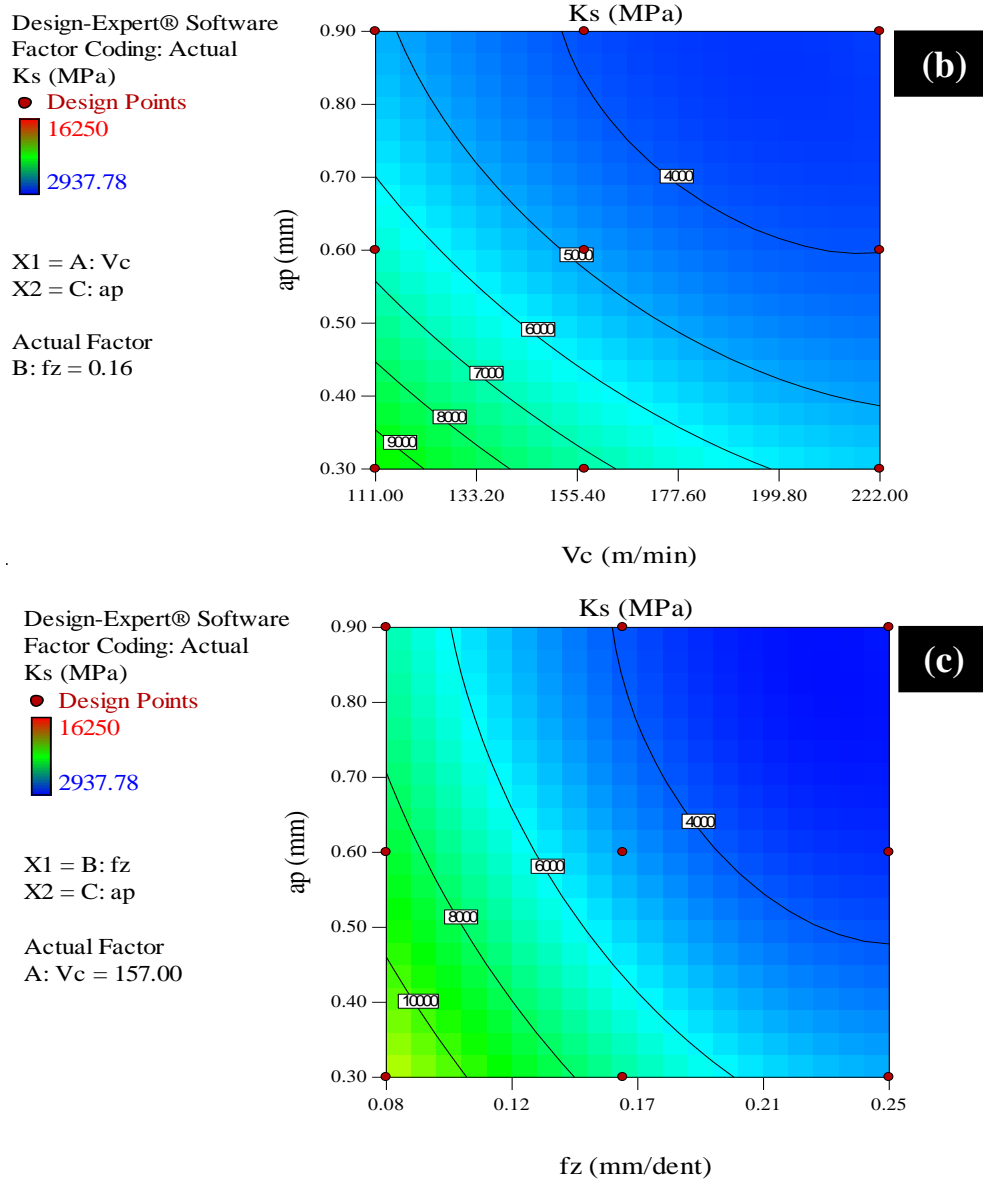 Design-Expert® Software
Factor Coding: Actual
Ks (MPa)
Design Points
16250
2937.78
X1 = A: Vc
X2 = C: ap
Actual Factor
B: fz = 0.16
Ks (MPa)
(b)
0.90
0.80
0.70
0.60
0.50
0.40
0.30
ap (mm)
4000
5000
6000
7000
8000
9000
111.00 133.20 155.40 177.60 199.80 222.00
Vc (m/min)
Design-Expert® Software
Factor Coding: Actual
Ks (MPa)
Design Points
16250
2937.78
X1 = B: fz
X2 = C: ap
Actual Factor
A: Vc = 157.00
Ks (MPa)
(c)
0.90
0.80
0.70
0.60
0.50
0.40
0.30
ap (mm)
4000
6000
8000
10000
0.08 0.12 0.17 0.21 0.25
fz (mm/dent)